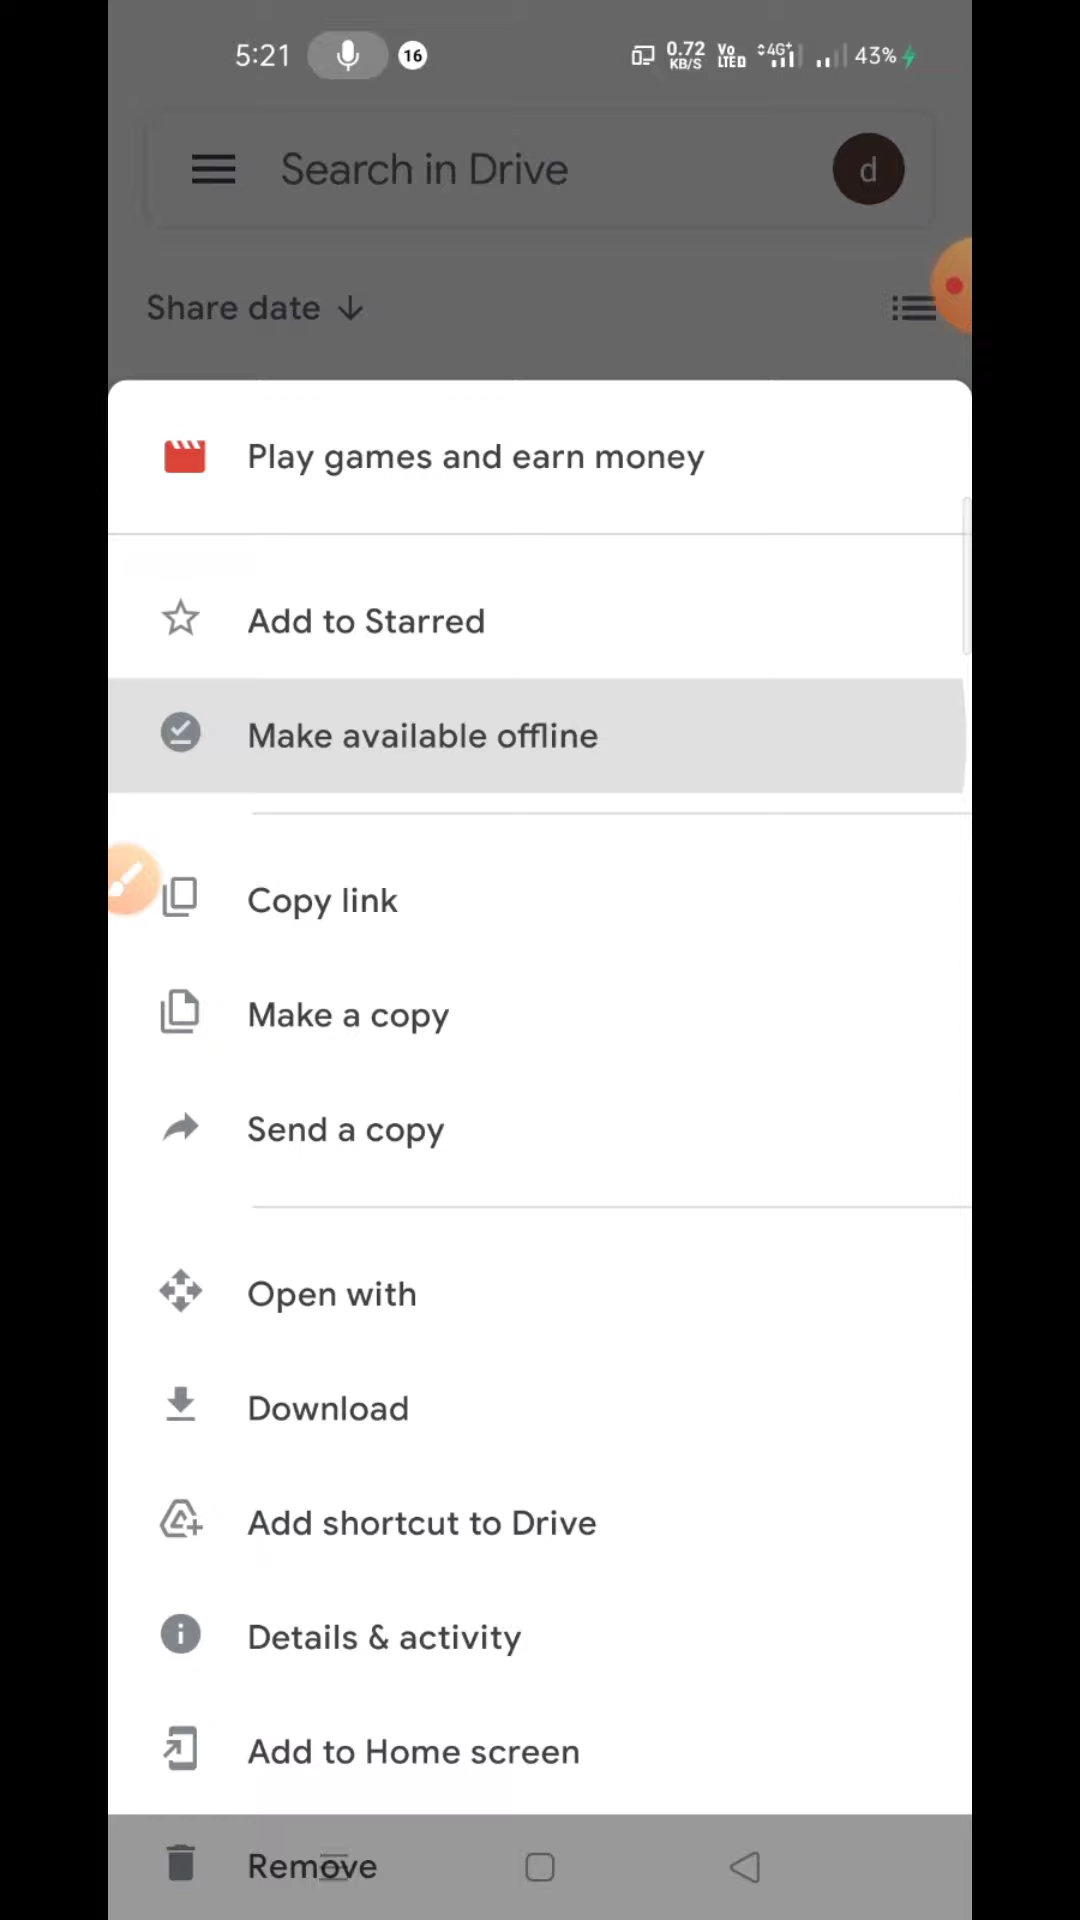 5:21
16
0.72
KB/S
Vo
LTED
4G+
43%
Search in Drive
d
Share date
Play games and earn money
Add to Starred
Make available offline
Copy link
Make a copy
Send a copy
Open with
Download
Add shortcut to Drive
Details & activity
Add to Home screen
Remove